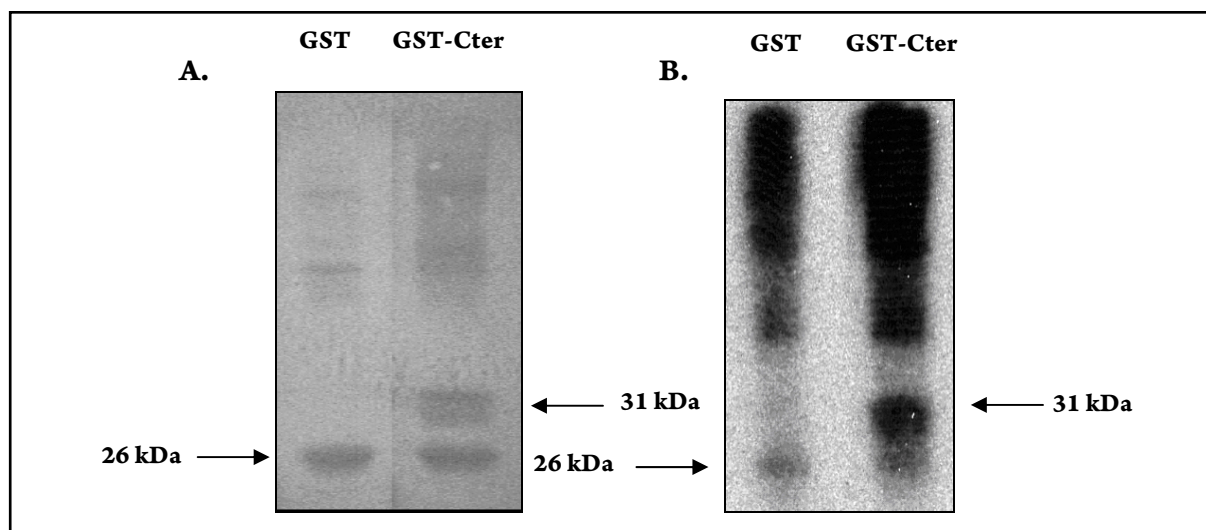 GST GST-Cter GST GST-Cter
A. B.
31 kDa 31 kDa
26 kDa 26 kDa